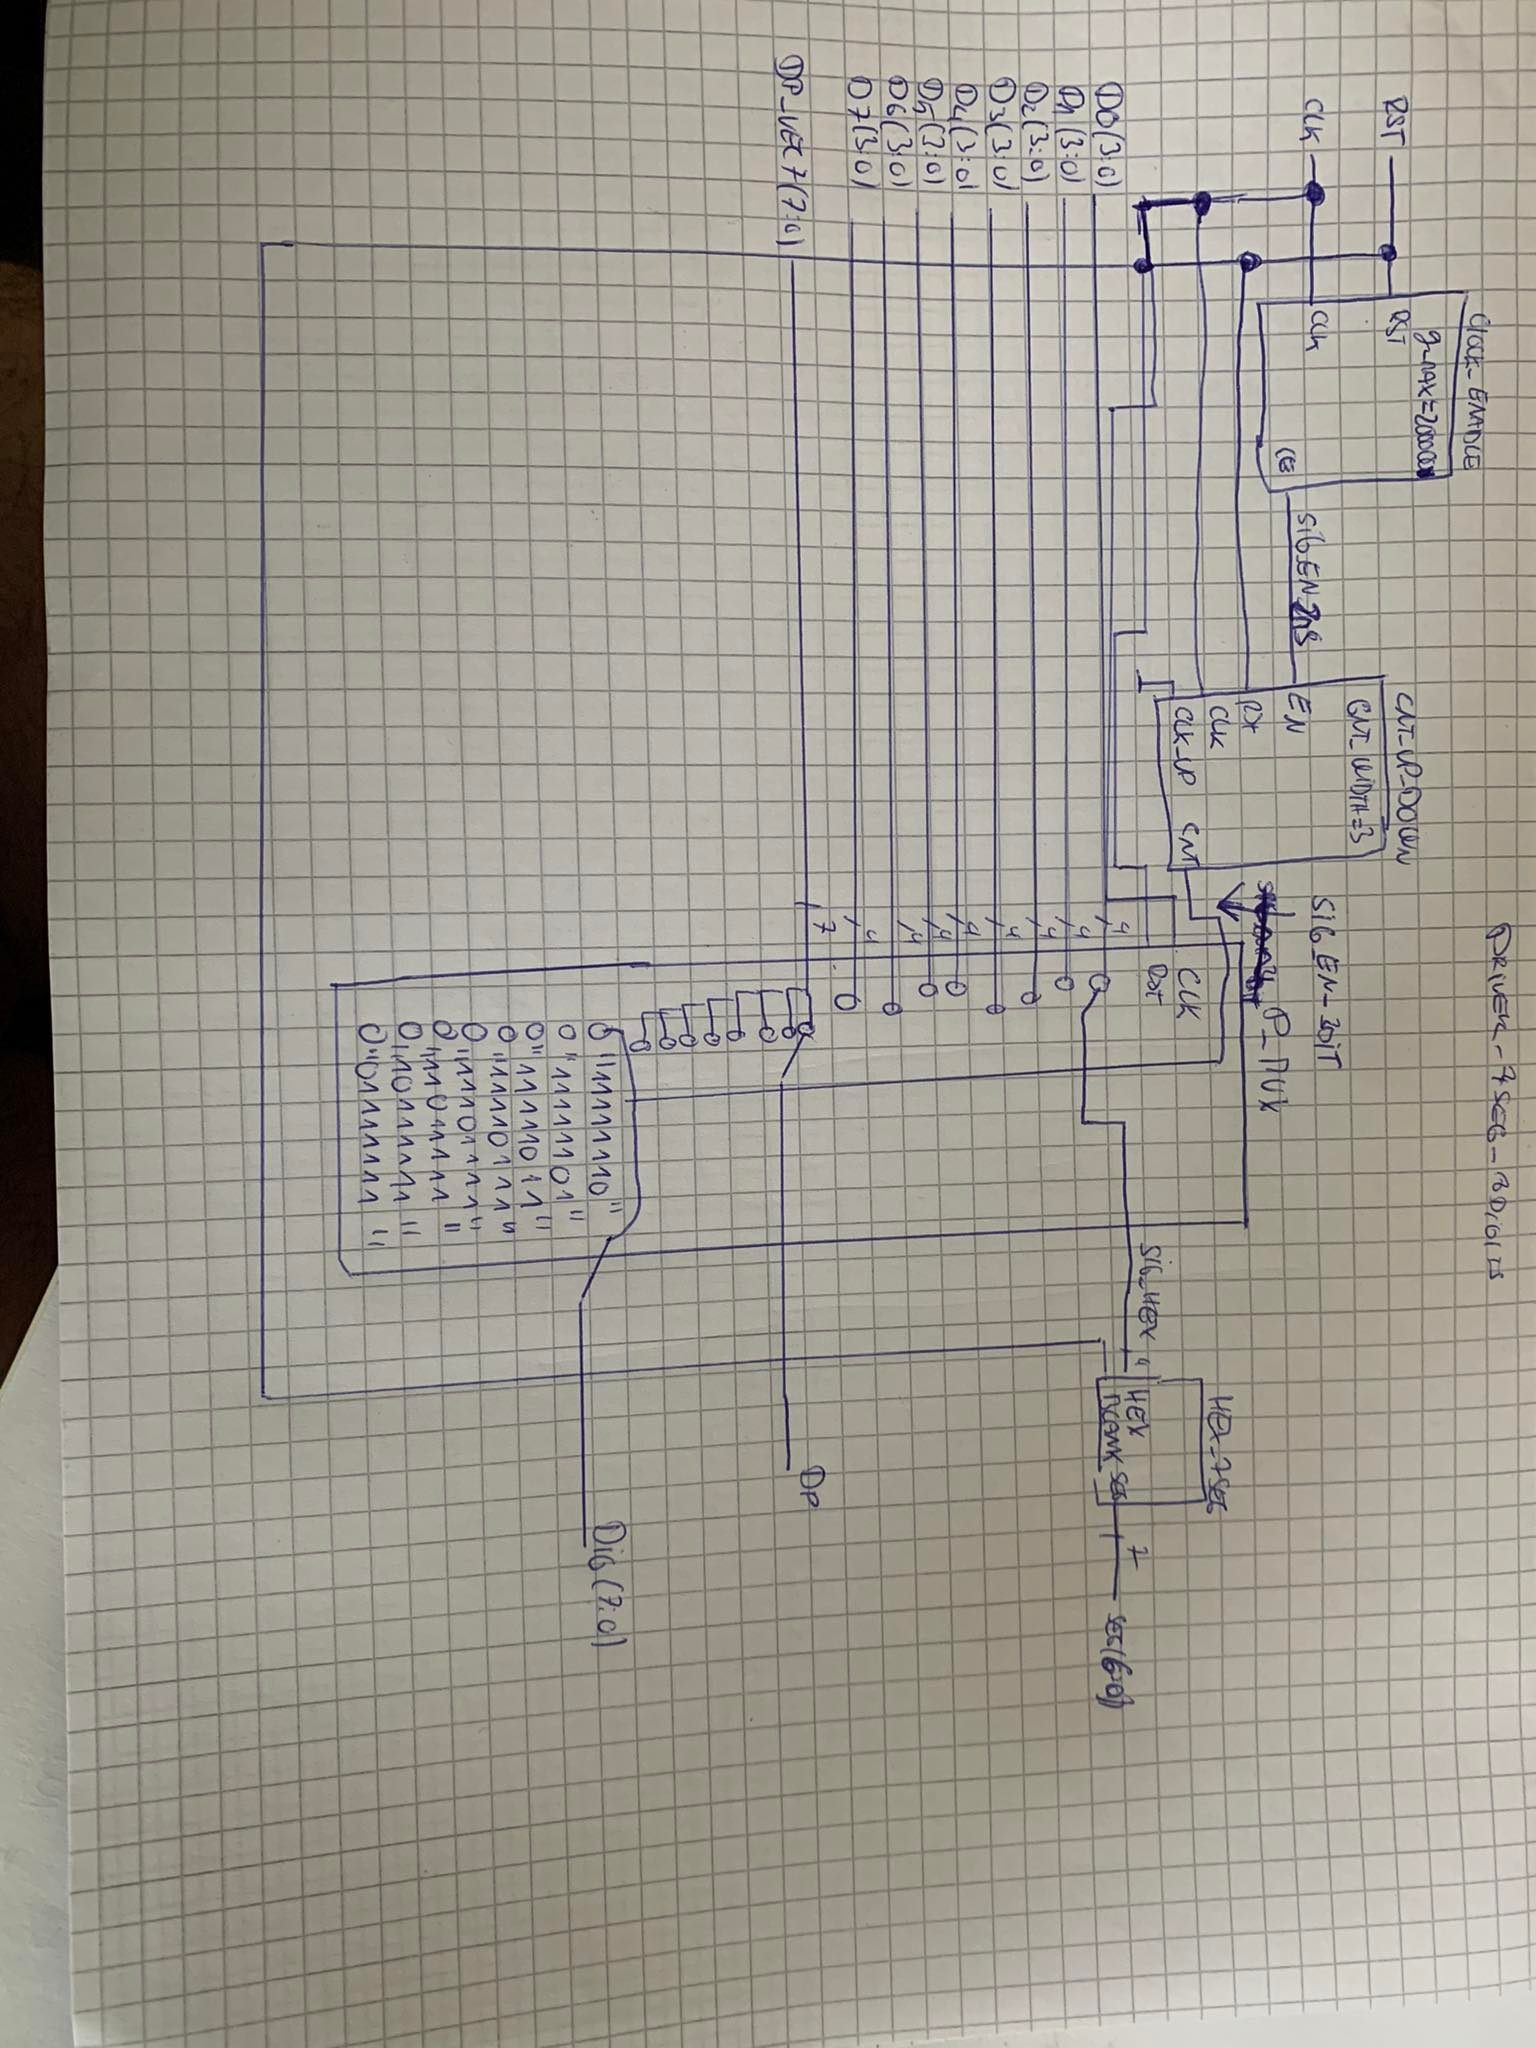 DRIVER-7SEG-8DIGITS
CLOCK_ENABLE
RST
RST
CLK
CLK
CE
SIG_EN_2MS
CNT_UP_DOWN
CNT_WIDTH=3
EN
RST
CLK
CLK_UP CNT
SIG_EN_3BIT
P_MUX
CLK
RST
SIG_HEX 4
HEX_7SEG
HEX
BLANK SEG
7
SEG(6:0)
D0(3:0) 4
D1(3:0) 4
D2(3:0) 4
D3(3:0) 4
D4(3:0) 4
D5(3:0) 4
D6(3:0) 4
D7(3:0) 4
DP_VEC7(7:0) 7
DP
"11111110"
DIG(7:0)
"11111101"
"11111011"
"11110111"
"11101111"
"11011111"
"10111111"
"01111111"